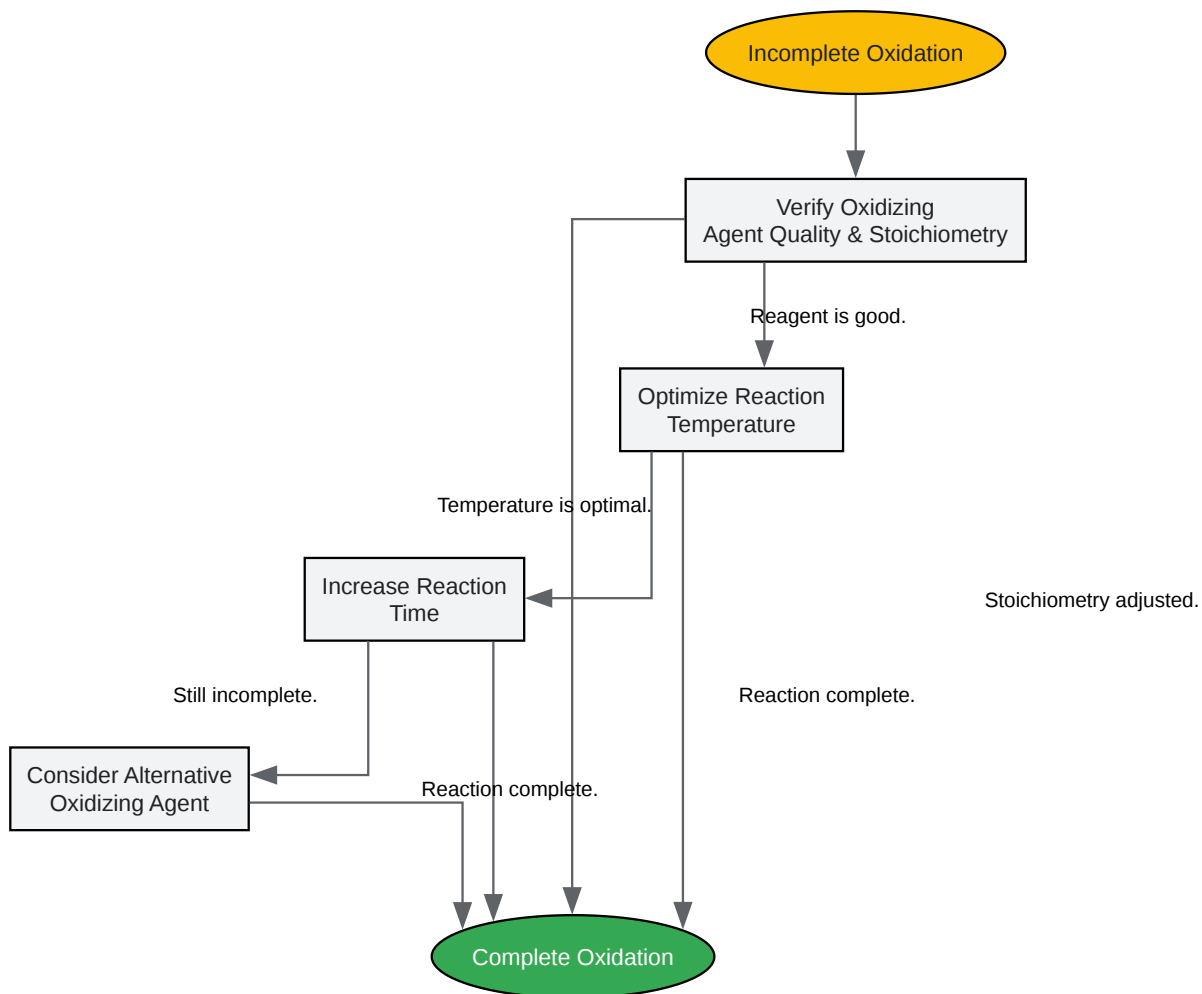 Incomplete Oxidation
Verify Oxidizing
Agent Quality & Stoichiometry
Reagent is good.
Optimize Reaction
Temperature
Temperature is optimal.
Increase Reaction
Time
Stoichiometry adjusted.
Still incomplete.
Reaction complete.
Consider Alternative
Oxidizing Agent
Reaction complete.
Complete Oxidation